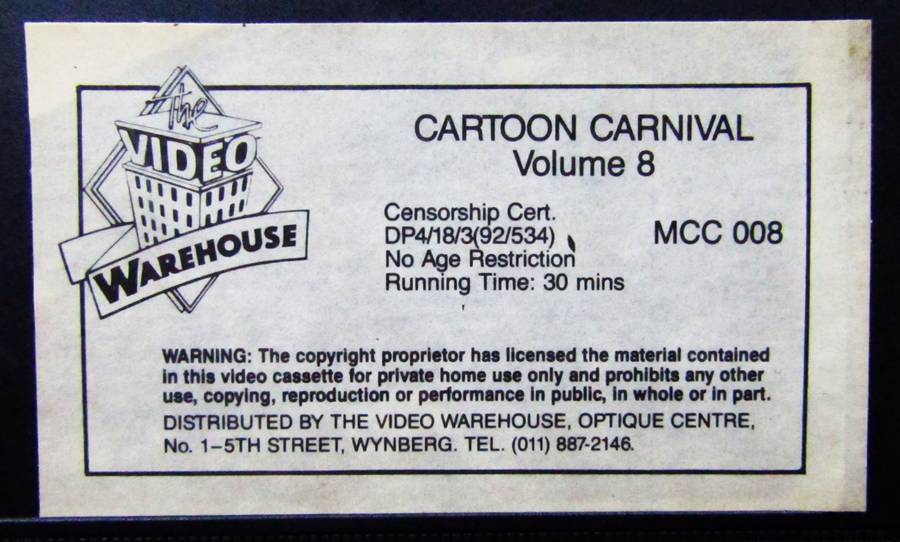 the
VIDEO
WAREHOUSE
CARTOON CARNIVAL
Volume 8
Censorship Cert.
DP4/18/3(92/534)
No Age Restriction
Running Time: 30 mins
MCC 008
WARNING: The copyright proprietor has licensed the material contained
in this video cassette for private home use only and prohibits any other
use, copying, reproduction or performance in public, in whole or in part.
DISTRIBUTED BY THE VIDEO WAREHOUSE, OPTIQUE CENTRE,
No. 1-5TH STREET, WYNBERG. TEL. (011) 887-2146.